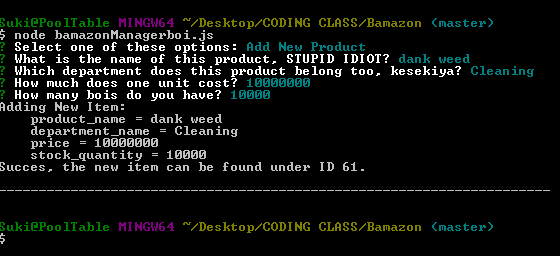 Suki@PoolTable MINGW64 ~/Desktop/CODING CLASS/Bamazon (master)
$ node bamazonManagerboi.js
? Select one of these options: Add New Product
? What is the name of this product, STUPID IDIOT? dank weed
? Which department does this product belong too, kesekiya? Cleaning
? How much does one unit cost? 10000000
? How many bois do you have? 10000
Adding New Item:
product_name = dank weed
department_name = Cleaning
price = 10000000
stock_quantity = 10000
Succes, the new item can be found under ID 61.
Suki@PoolTable MINGW64 ~/Desktop/CODING CLASS/Bamazon (master)
$